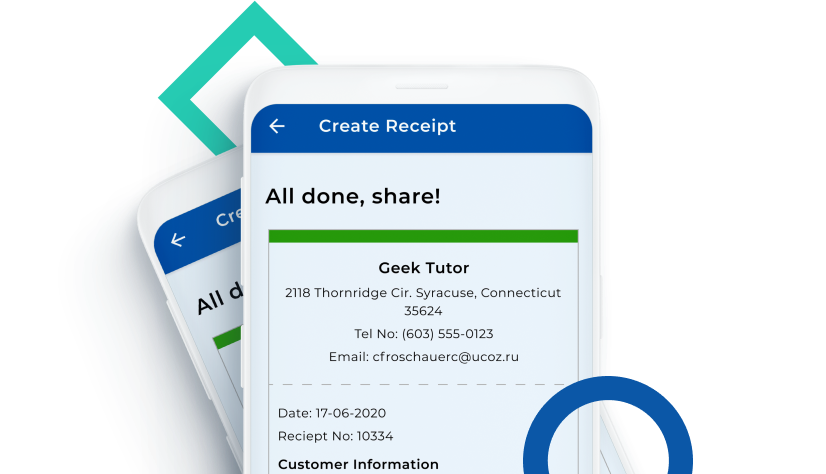 Create Receipt
All done, share!
Geek Tutor
2118 Thornridge Cir. Syracuse, Connecticut
35624
Tel No: (603) 555-0123
Email: cfroschauerc@ucoz.ru
Date: 17-06-2020
Reciept No: 10334
Customer Information
Cre
All d